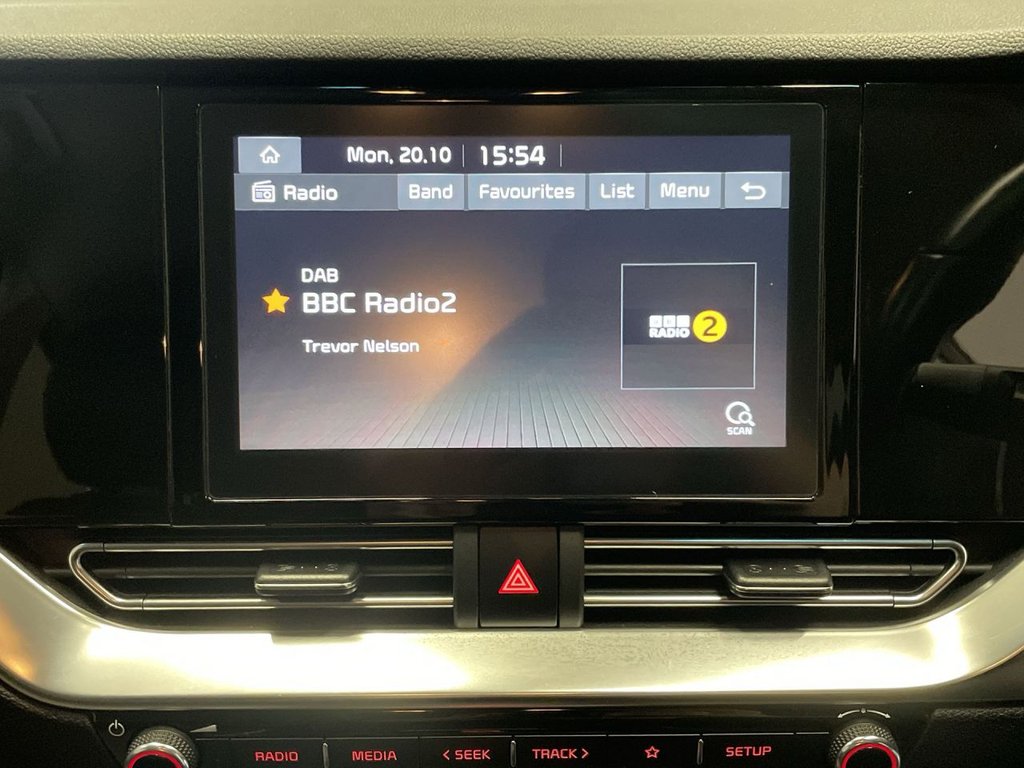 Mon, 20.10 15:54
Radio Band Favourites List Menu
DAB
BBC Radio2
Trevor Nelson
BBC
RADIO 2
SCAN
RADIO MEDIA < SEEK TRACK > SETUP